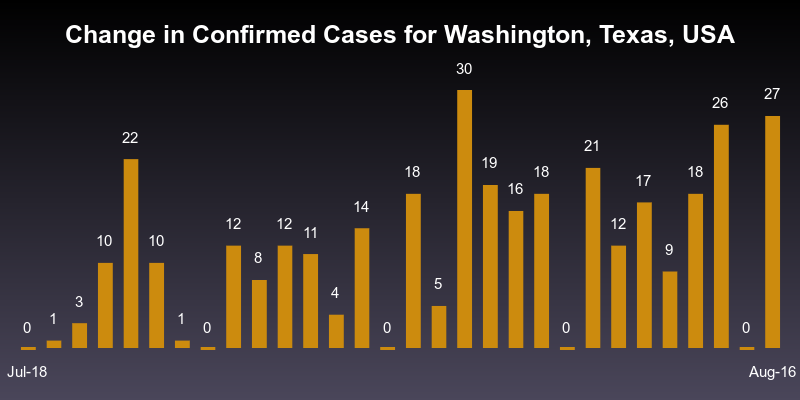 Change in Confirmed Cases for Washington, Texas, USA
0 1 3 10 22 10 1 0 12 8 12 11 4 14 0 18 5 30 19 16 18 0 21 12 17 9 18 26 0 27
Jul-18 Aug-16